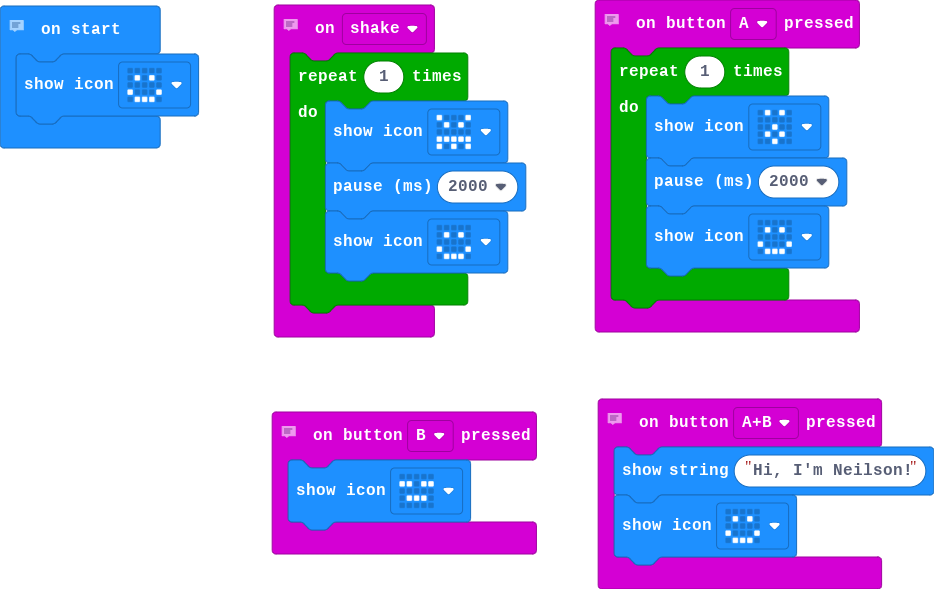 on start
show icon
on shake
repeat 1 times
do
show icon
pause (ms) 2000
show icon
on button A pressed
repeat 1 times
do
show icon
pause (ms) 2000
show icon
on button B pressed
show icon
on button A+B pressed
show string "Hi, I'm Neilson!"
show icon